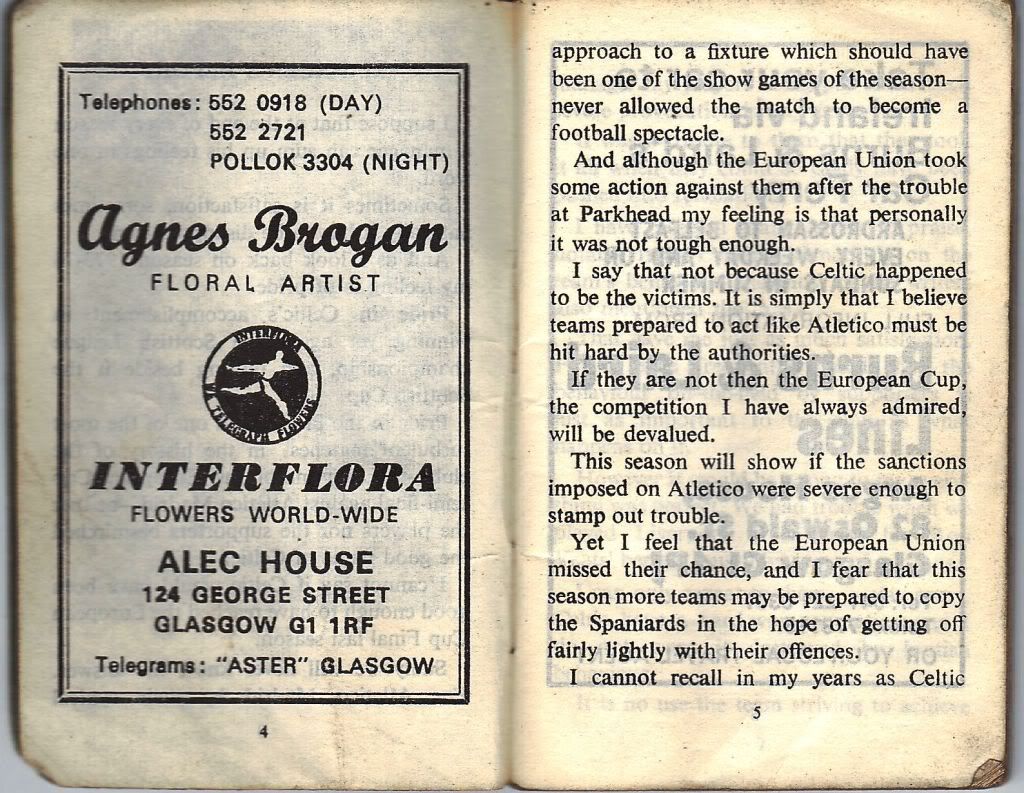 Telephones: 552 0918 (DAY)
552 2721
POLLOK 3304 (NIGHT)
Agnes Brogan
FLORAL ARTIST
INTERFLORA
VIA TELEGRAPH FLOWERS
INTERFLORA
FLOWERS WORLD-WIDE
ALEC HOUSE
124 GEORGE STREET
GLASGOW G1 1RF
Telegrams: "ASTER" GLASGOW
4
approach to a fixture which should have
been one of the show games of the season—
never allowed the match to become a
football spectacle.
And although the European Union took
some action against them after the trouble
at Parkhead my feeling is that personally
it was not tough enough.
I say that not because Celtic happened
to be the victims. It is simply that I believe
teams prepared to act like Atletico must be
hit hard by the authorities.
If they are not then the European Cup,
the competition I have always admired,
will be devalued.
This season will show if the sanctions
imposed on Atletico were severe enough to
stamp out trouble.
Yet I feel that the European Union
missed their chance, and I fear that this
season more teams may be prepared to copy
the Spaniards in the hope of getting off
fairly lightly with their offences.
I cannot recall in my years as Celtic
5